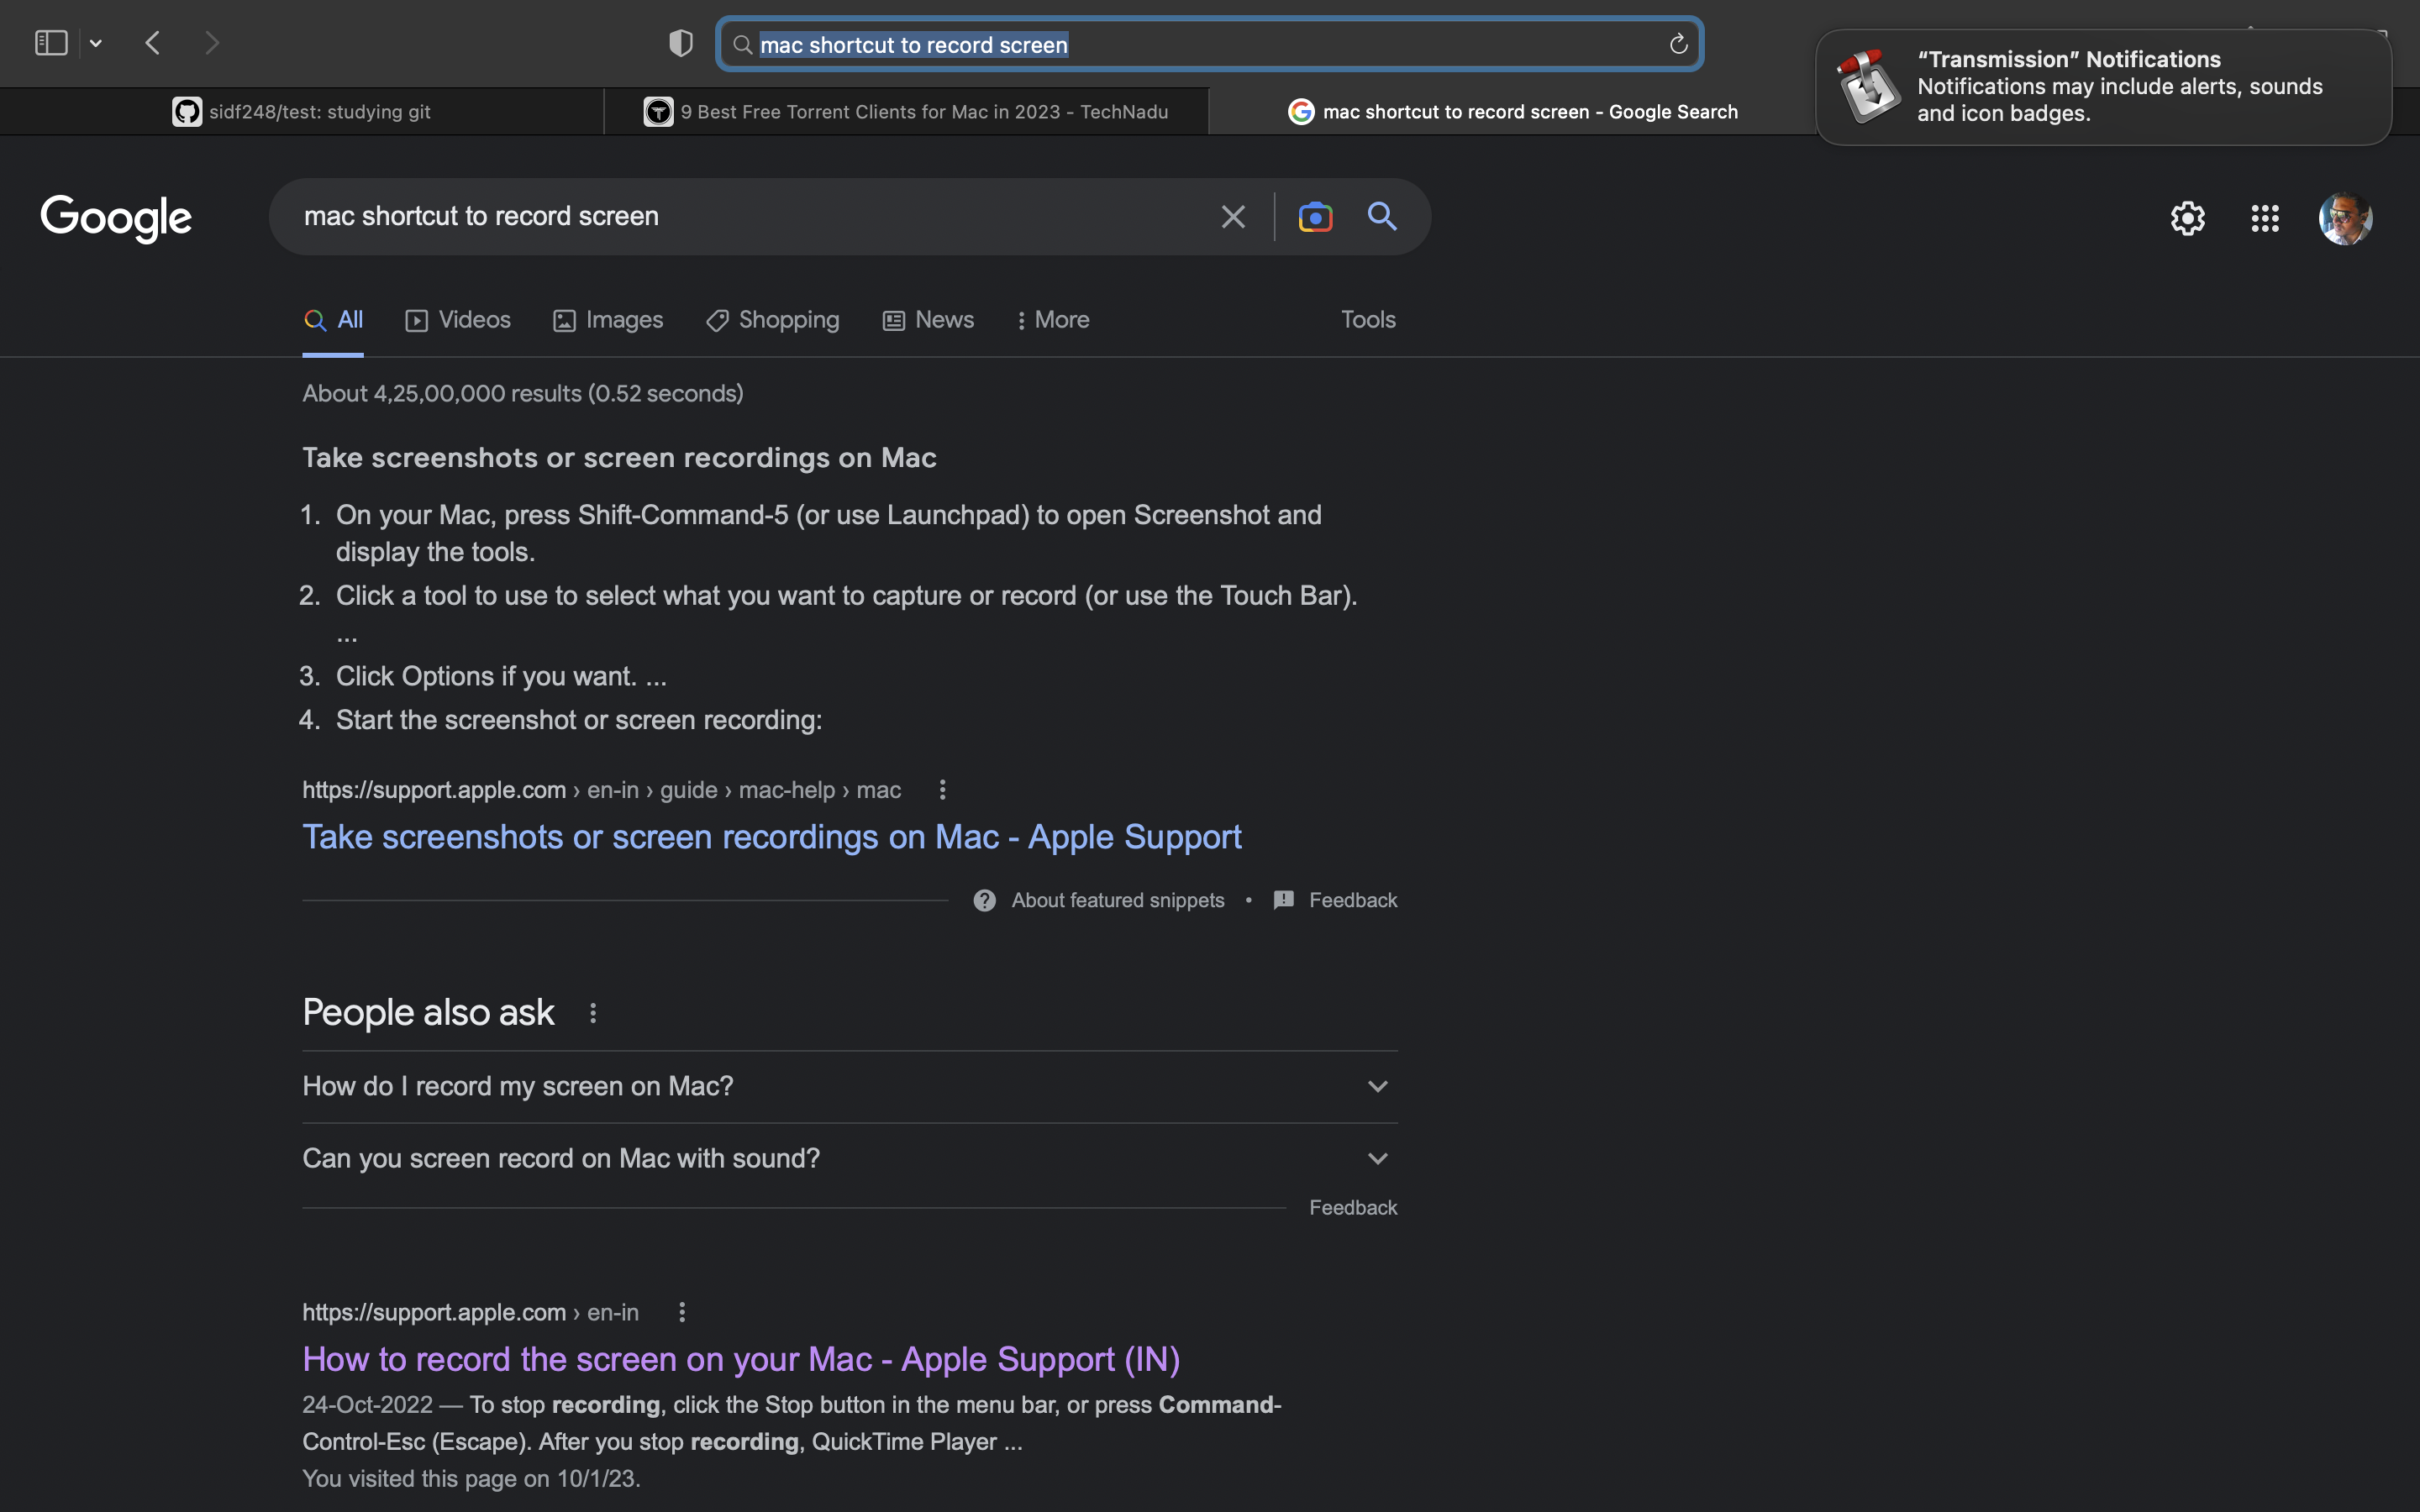 mac shortcut to record screen
“Transmission” Notifications
Notifications may include alerts, sounds
and icon badges.
sidf248/test: studying git
9 Best Free Torrent Clients for Mac in 2023 - TechNadu
mac shortcut to record screen - Google Search
Google
mac shortcut to record screen
All
Videos
Images
Shopping
News
More
Tools
About 4,25,00,000 results (0.52 seconds)
Take screenshots or screen recordings on Mac
1. On your Mac, press Shift-Command-5 (or use Launchpad) to open Screenshot and
display the tools.
2. Click a tool to use to select what you want to capture or record (or use the Touch Bar).
...
3. Click Options if you want. ...
4. Start the screenshot or screen recording:
https://support.apple.com › en-in › guide › mac-help › mac
Take screenshots or screen recordings on Mac - Apple Support
About featured snippets • Feedback
People also ask
How do I record my screen on Mac?
Can you screen record on Mac with sound?
Feedback
https://support.apple.com › en-in
How to record the screen on your Mac - Apple Support (IN)
24-Oct-2022 — To stop recording, click the Stop button in the menu bar, or press Command-
Control-Esc (Escape). After you stop recording, QuickTime Player ...
You visited this page on 10/1/23.